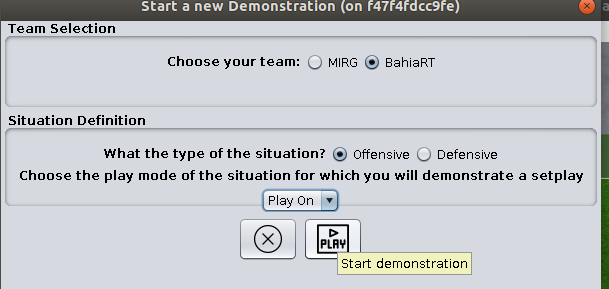 Start a new Demonstration (on f47f4fdcc9fe)
Team Selection
Choose your team: MIRG BahiaRT
Situation Definition
What the type of the situation? Offensive Defensive
Choose the play mode of the situation for which you will demonstrate a setplay
Play On
PLAY
Start demonstration